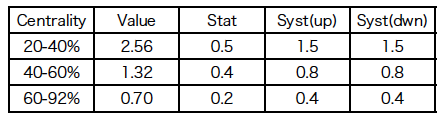 Centrality Value Stat Syst(up) Syst(dwn)
20-40% 2.56 0.5 1.5 1.5
40-60% 1.32 0.4 0.8 0.8
60-92% 0.70 0.2 0.4 0.4